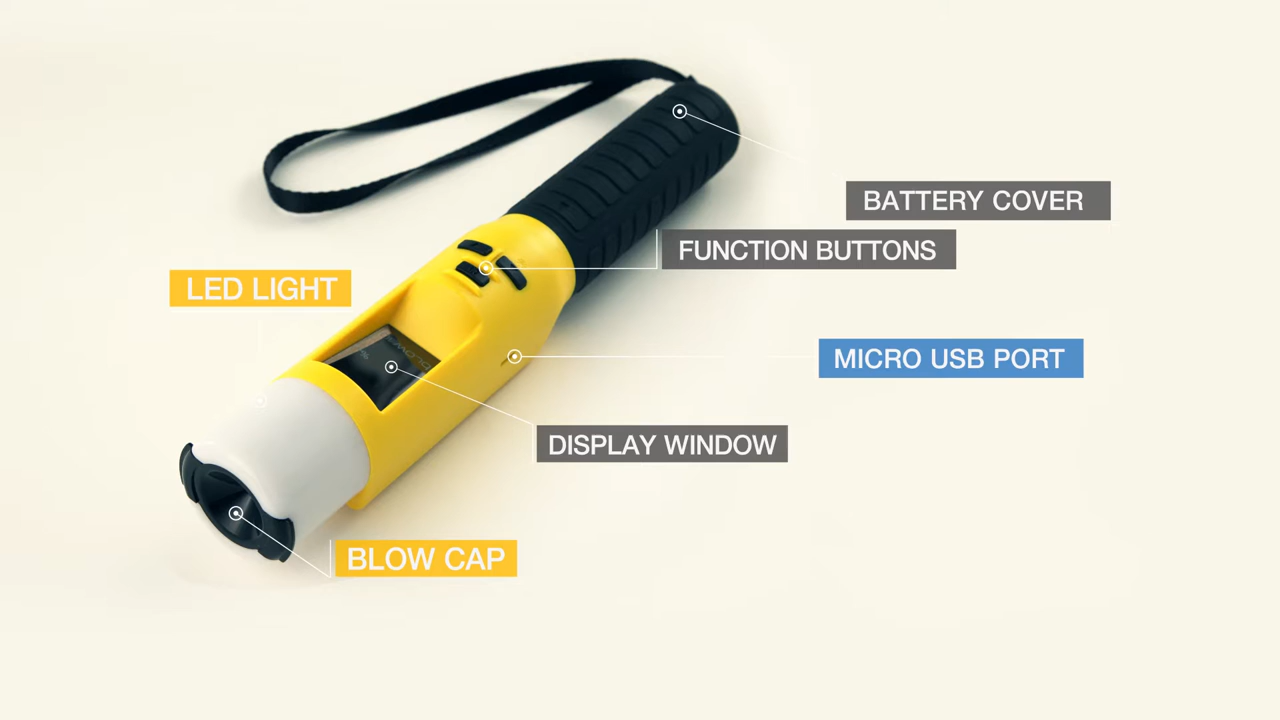 BATTERY COVER
FUNCTION BUTTONS
LED LIGHT
MICRO USB PORT
DISPLAY WINDOW
BLOW CAP